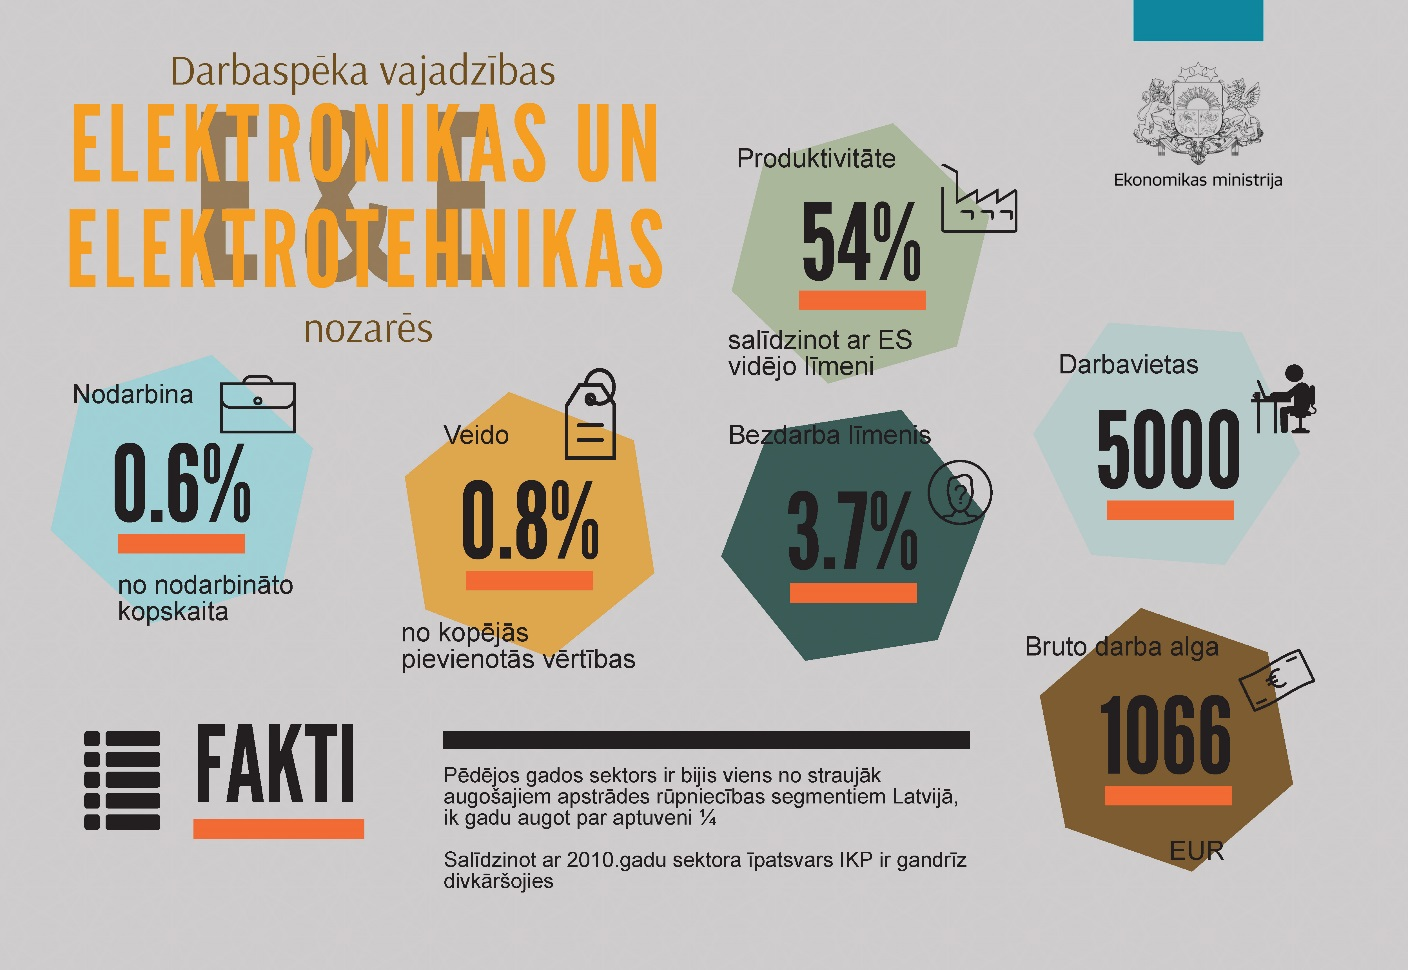 Darbaspēka vajadzības
E & E
ELEKTRONIKAS UN
ELEKTROTEHNIKAS
nozarēs
Ekonomikas ministrija
Produktivitāte
54%
salīdzinot ar ES
vidējo līmeni
Nodarbina
0.6%
no nodarbināto
kopskaita
Veido
0.8%
no kopējās
pievienotās vērtības
Bezdarba līmenis
?
3.7%
Darbavietas
5000
Bruto darba alga
€
1066
EUR
FAKTI
Pēdējos gados sektors ir bijis viens no straujāk
augošajiem apstrādes rūpniecības segmentiem Latvijā,
ik gadu augot par aptuveni ¼
Salīdzinot ar 2010.gadu sektora īpatsvars IKP ir gandrīz
divkāršojies